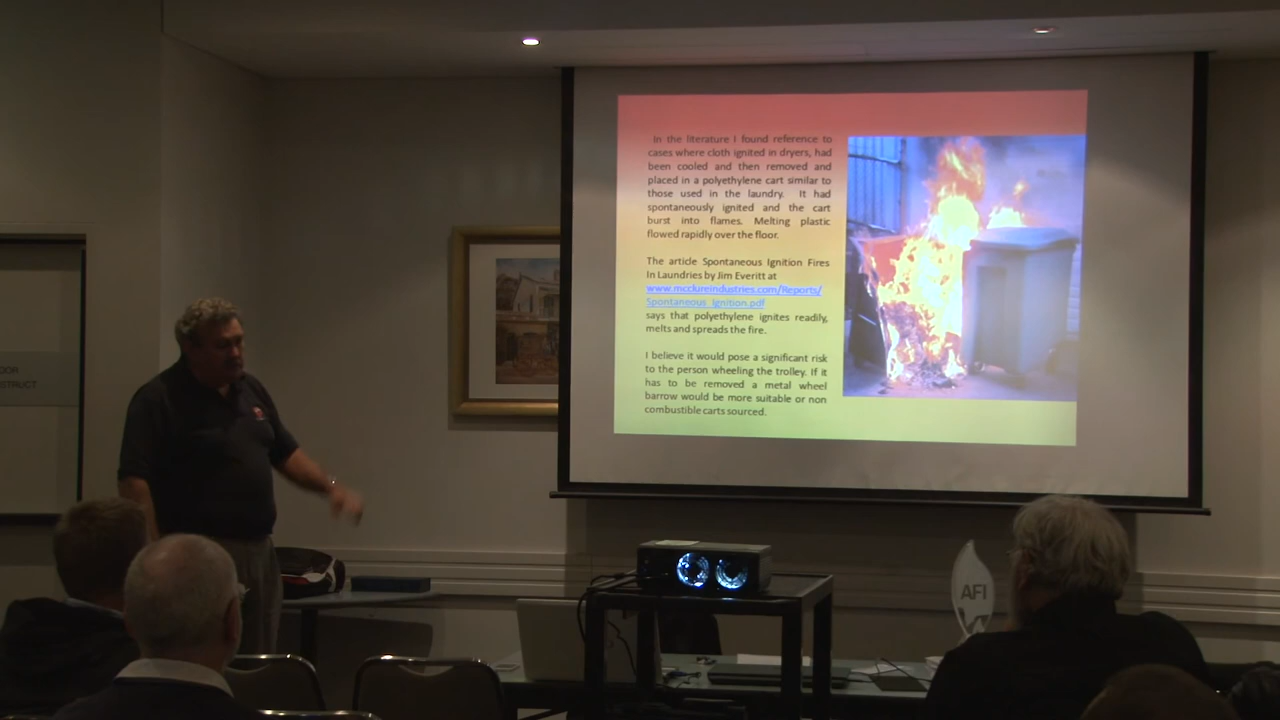 In the literature I found reference to
cases where cloth ignited in dryers, had
been cooled and then removed and
placed in a polyethylene cart similar to
those used in the laundry. It had
spontaneously ignited and the cart
burst into flames. Melting plastic
flowed rapidly over the floor.
The article Spontaneous Ignition Fires
In Laundries by Jim Everitt at
www.mcclureindustries.com/Reports/
Spontaneous_Ignition.pdf
says that polyethylene ignites readily,
melts and spreads the fire.
I believe it would pose a significant risk
to the person wheeling the trolley. If it
has to be removed a metal wheel
barrow would be more suitable or non
combustible carts sourced.
OOR
STRUCT
AFI